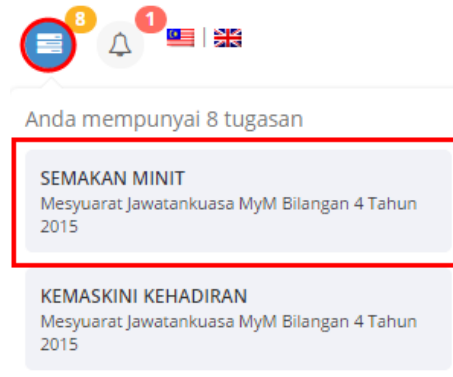 8
1
|
Anda mempunyai 8 tugasan
SEMAKAN MINIT
Mesyuarat Jawatankuasa MyM Bilangan 4 Tahun
2015
KEMASKINI KEHADIRAN
Mesyuarat Jawatankuasa MyM Bilangan 4 Tahun
2015